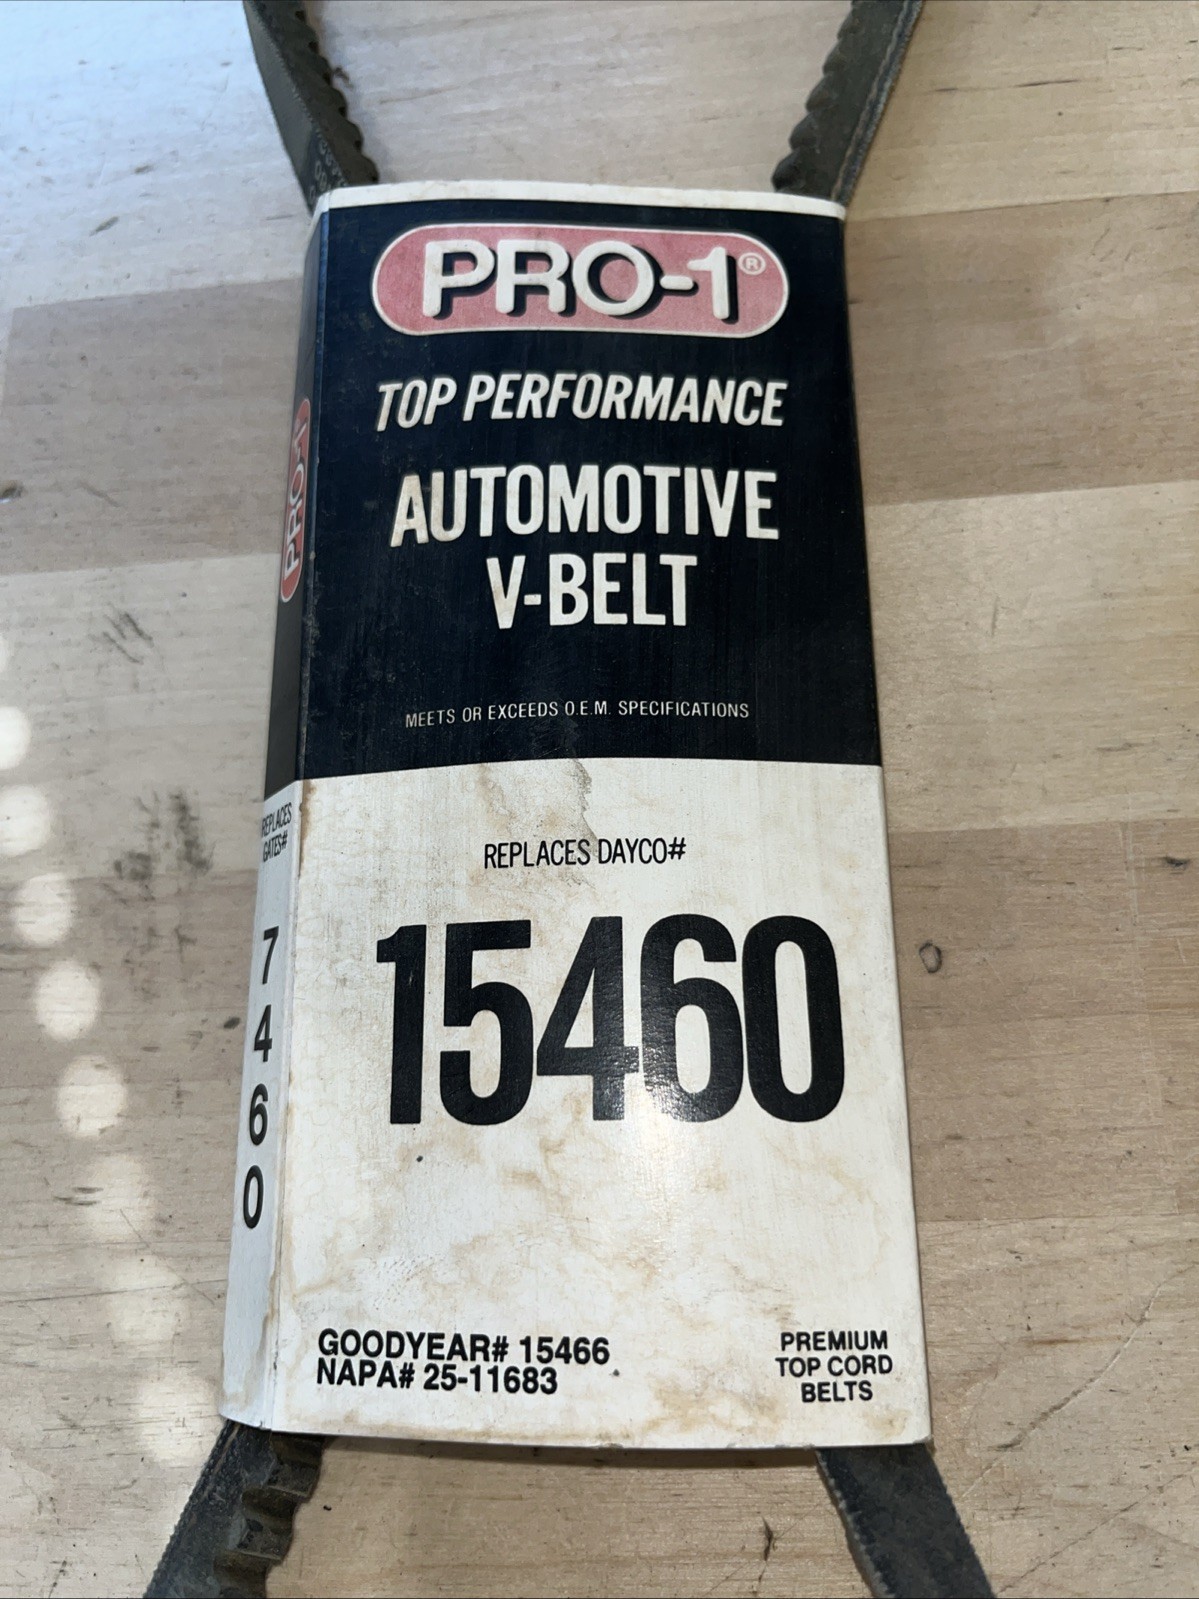 PRO-1®
TOP PERFORMANCE
AUTOMOTIVE
V-BELT
MEETS OR EXCEEDS O.E.M. SPECIFICATIONS
REPLACES DAYCO#
15460
GOODYEAR# 15466
NAPA# 25-11683
PREMIUM
TOP CORD
BELTS
PRO-1
REPLACES
GATES#
7
4
6
0